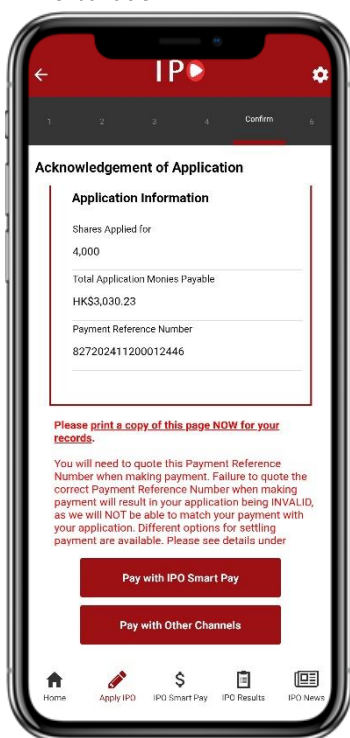 IPO
1 2 3 4 Confirm 6
Acknowledgement of Application
Application Information
Shares Applied for
4,000
Total Application Monies Payable
HK$3,030.23
Payment Reference Number
827202411200012446
Please print a copy of this page NOW for your
records.
You will need to quote this Payment Reference
Number when making payment. Failure to quote the
correct Payment Reference Number when making
payment will result in your application being INVALID,
as we will NOT be able to match your payment with
your application. Different options for settling
payment are available. Please see details under
Pay with IPO Smart Pay
Pay with Other Channels
Home Apply IPO IPO Smart Pay IPO Results IPO News